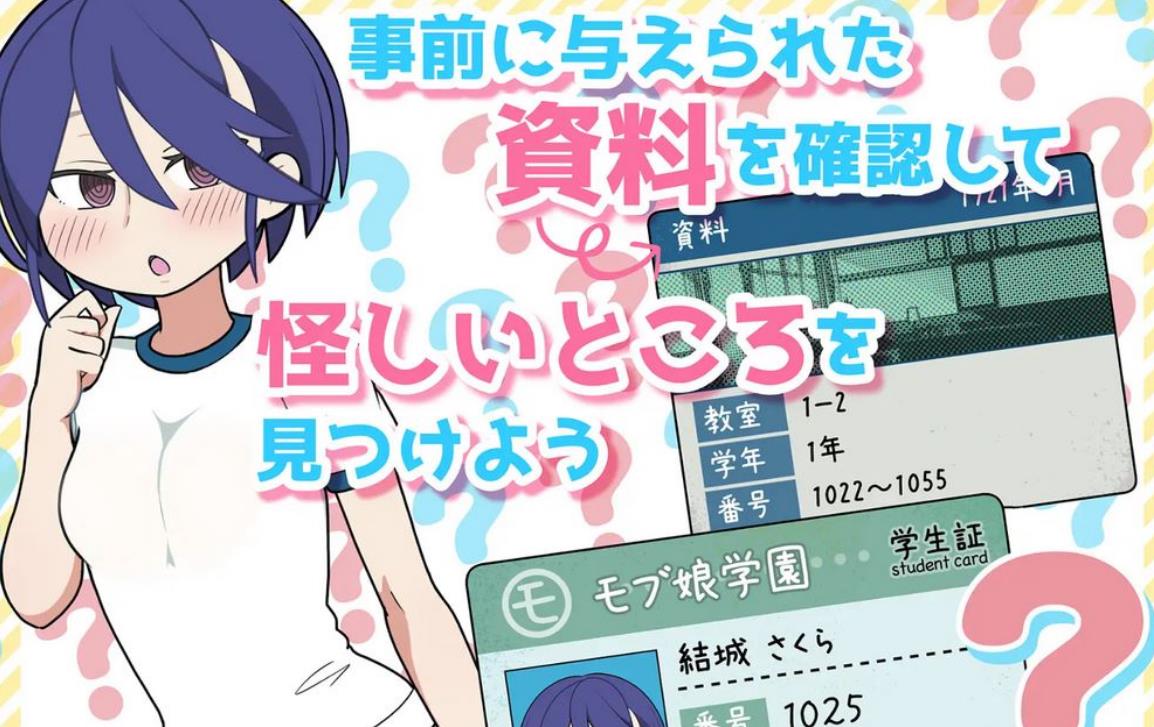 事前に与えられた
資料を確認して
怪しいところを
見つけよう
資料
教室 1-2
学年 1年
番号 1022〜1055
モ モブ娘学園
学生証
student card
結城 さくら
番号 1025